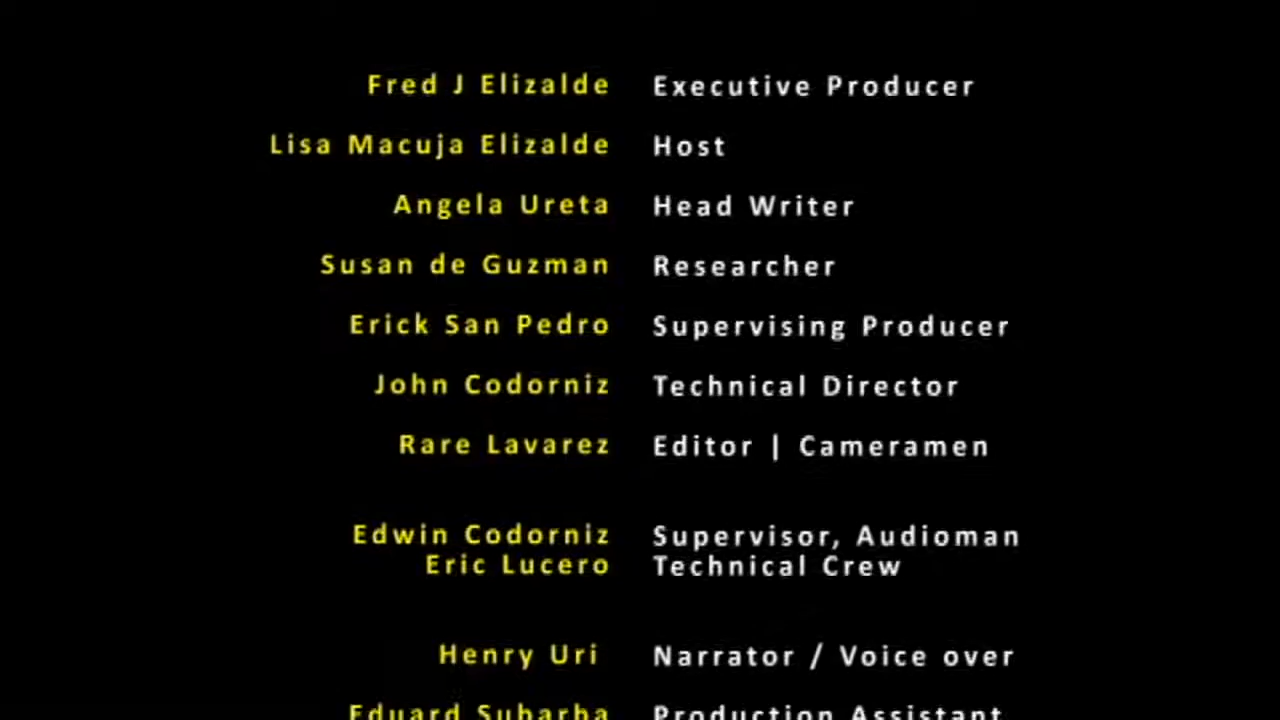 Fred J Elizalde Executive Producer
Lisa Macuja Elizalde Host
Angela Ureta Head Writer
Susan de Guzman Researcher
Erick San Pedro Supervising Producer
John Codorniz Technical Director
Rare Lavarez Editor | Cameramen
Edwin Codorniz Supervisor, Audioman
Eric Lucero Technical Crew
Henry Uri Narrator / Voice over
Eduard Subarba Production Assistant